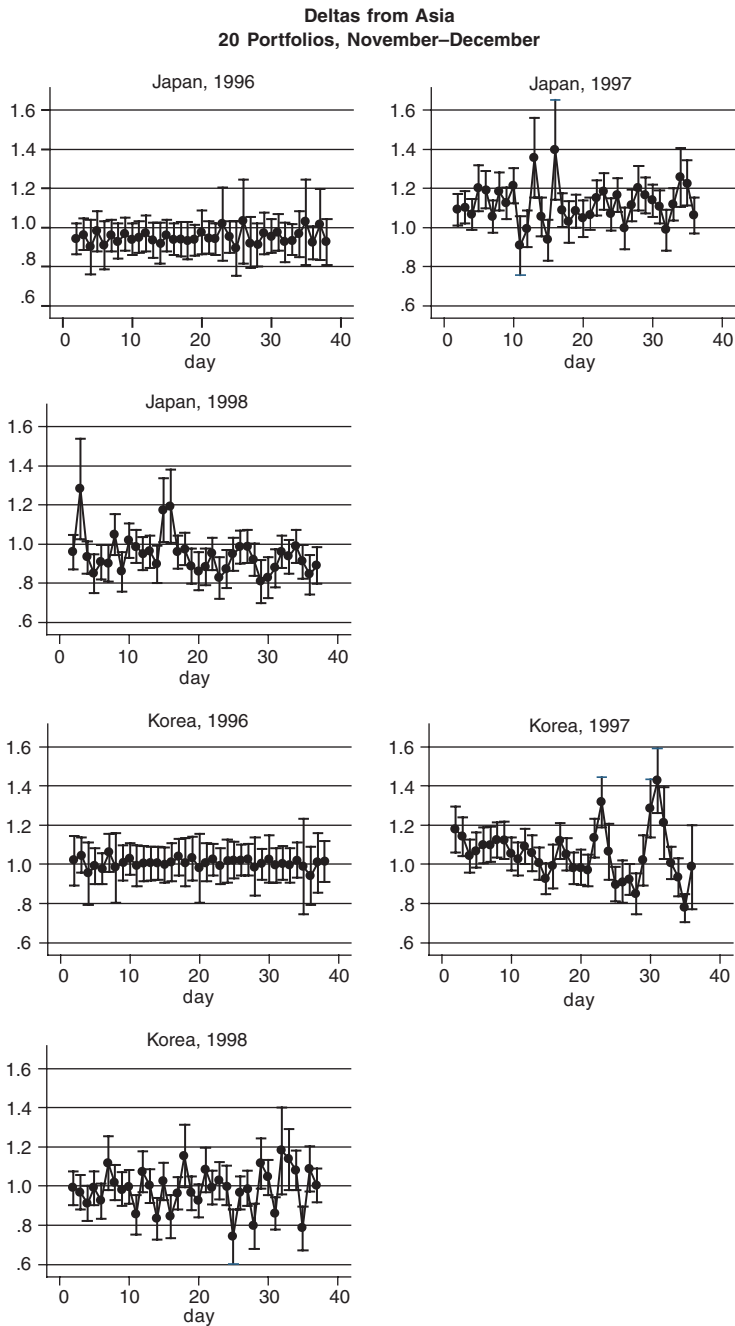 Deltas from Asia
20 Portfolios, November–December
Japan, 1996
1.6
1.4
1.2
1.0
.8
.6
0 10 20 30 40
day
Japan, 1997
1.6
1.4
1.2
1.0
.8
.6
0 10 20 30 40
day
Japan, 1998
1.6
1.4
1.2
1.0
.8
.6
0 10 20 30 40
day
Korea, 1996
1.6
1.4
1.2
1.0
.8
.6
0 10 20 30 40
day
Korea, 1997
1.6
1.4
1.2
1.0
.8
.6
0 10 20 30 40
day
Korea, 1998
1.6
1.4
1.2
1.0
.8
.6
0 10 20 30 40
day